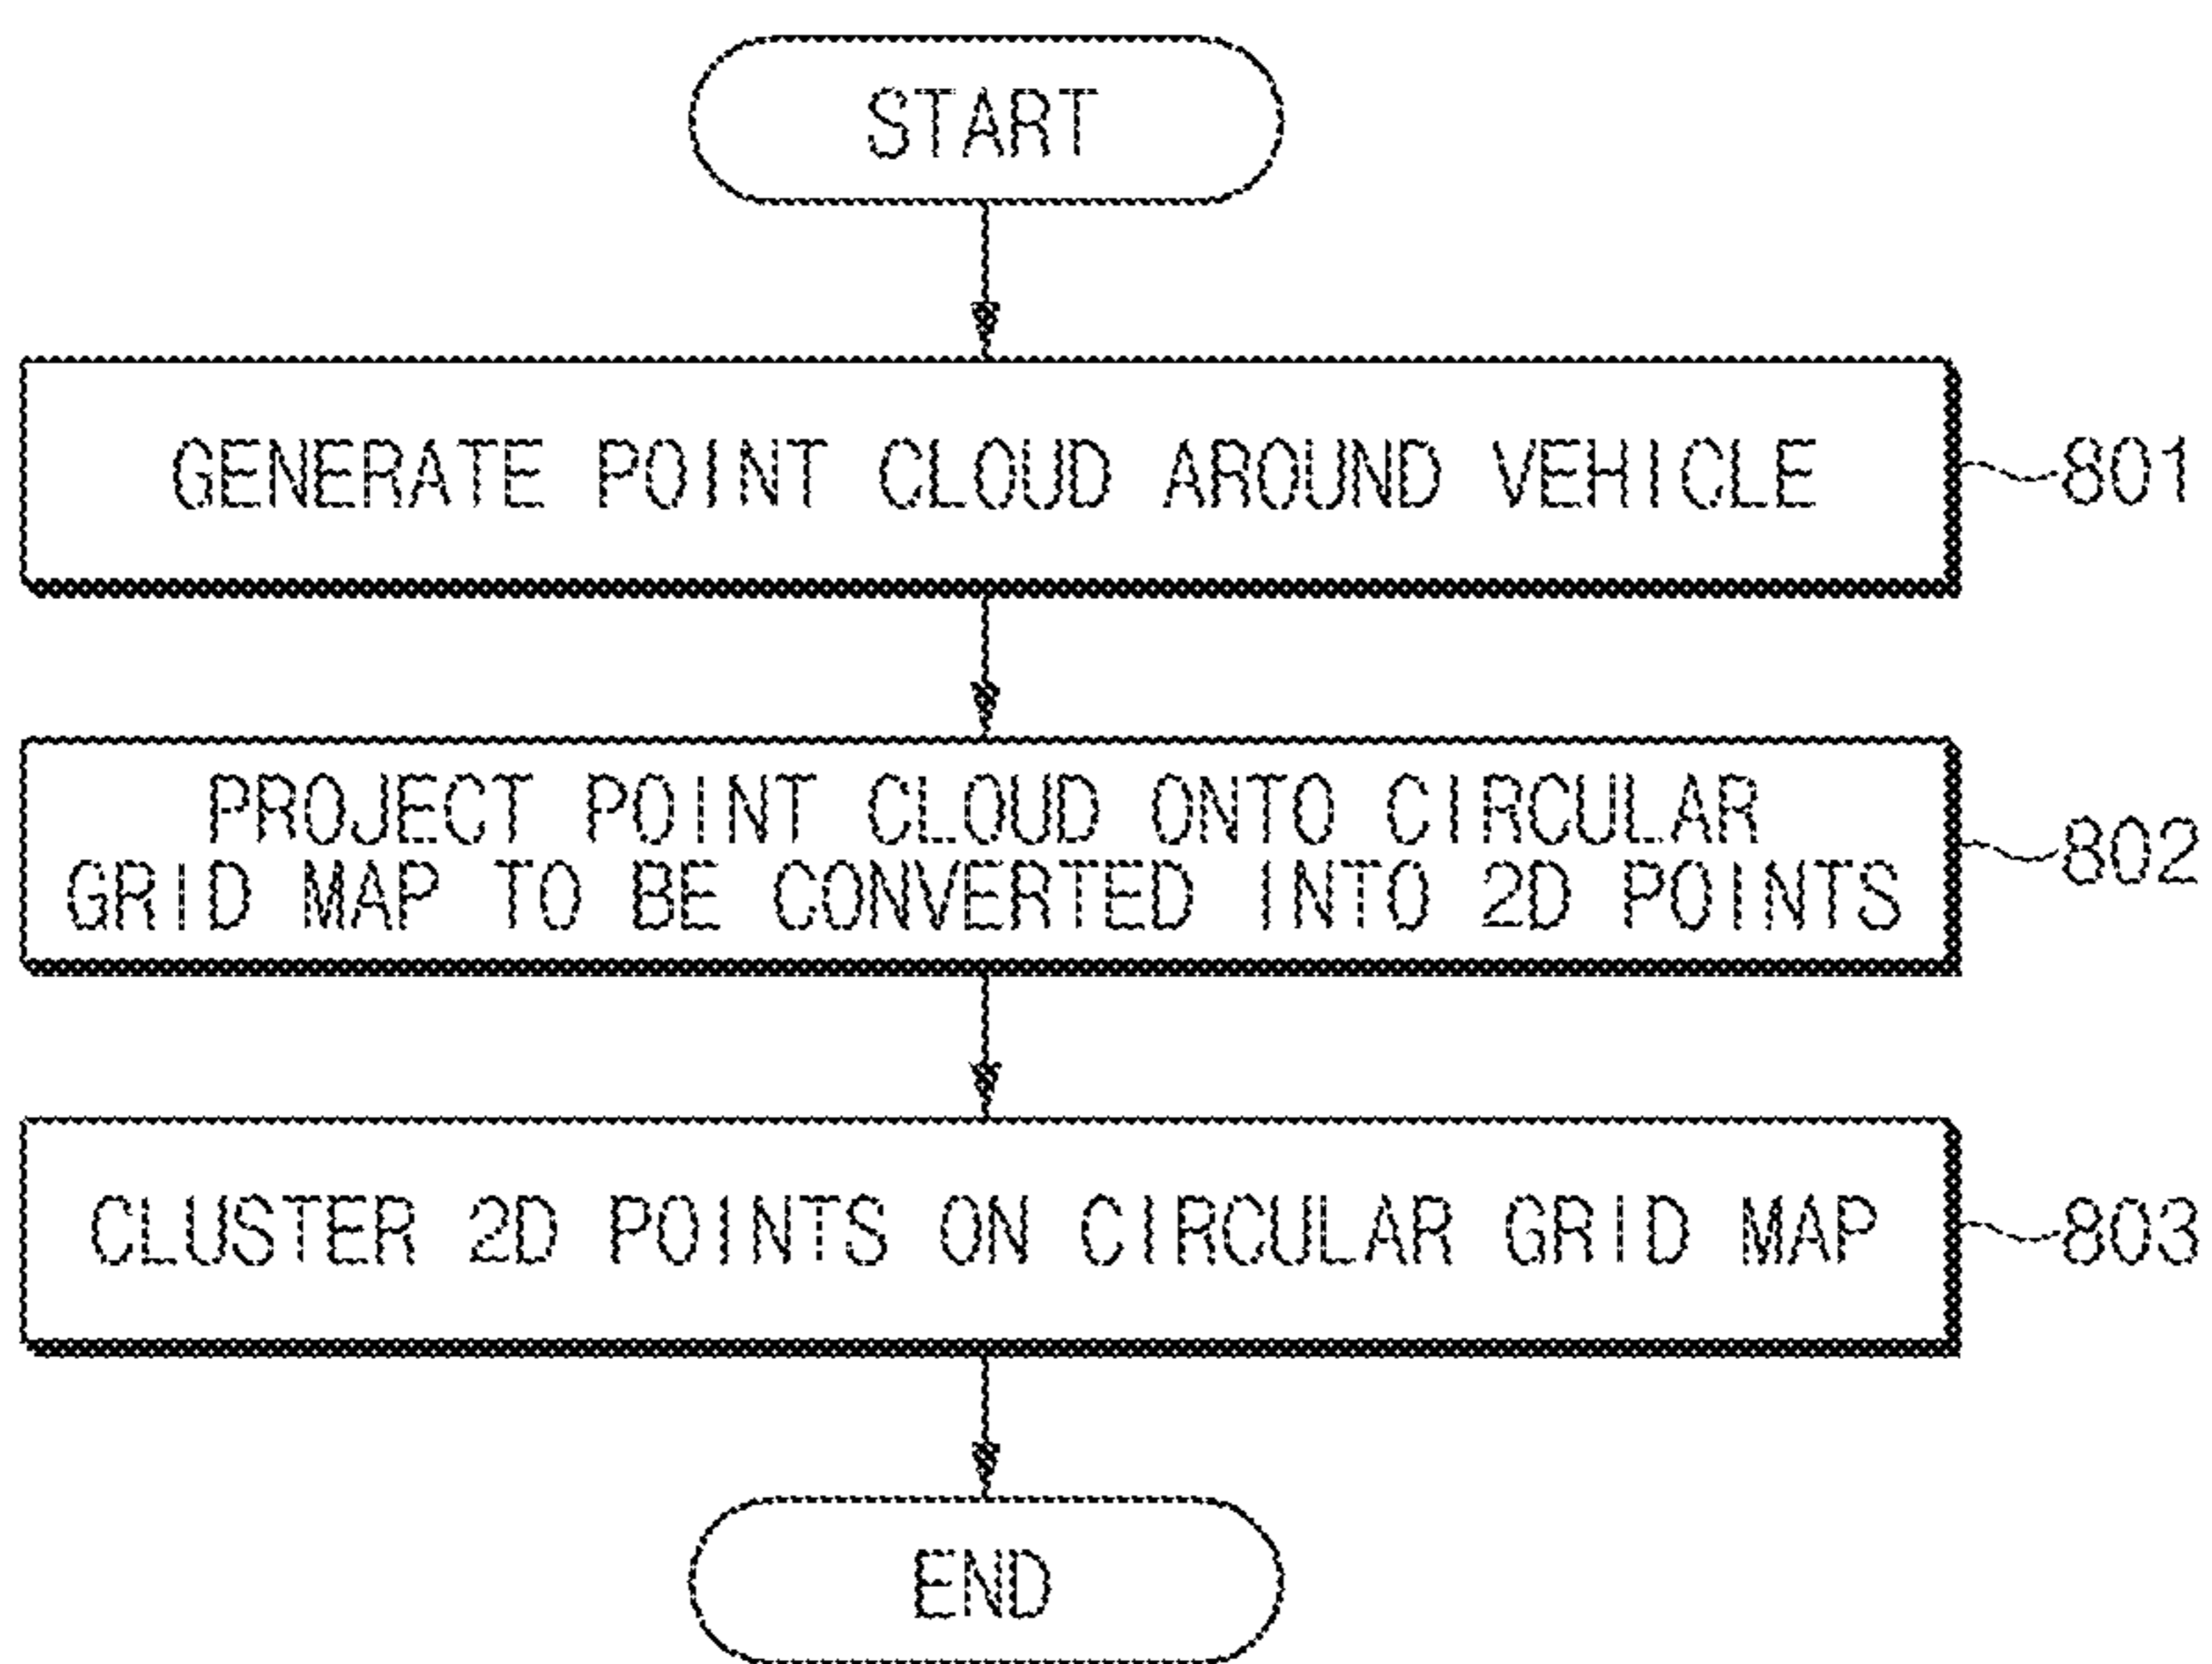 START
GENERATE POINT CLOUD AROUND VEHICLE
801
PROJECT POINT CLOUD ONTO CIRCULAR
GRID MAP TO BE CONVERTED INTO 2D POINTS
802
CLUSTER 2D POINTS ON CIRCULAR GRID MAP
803
END